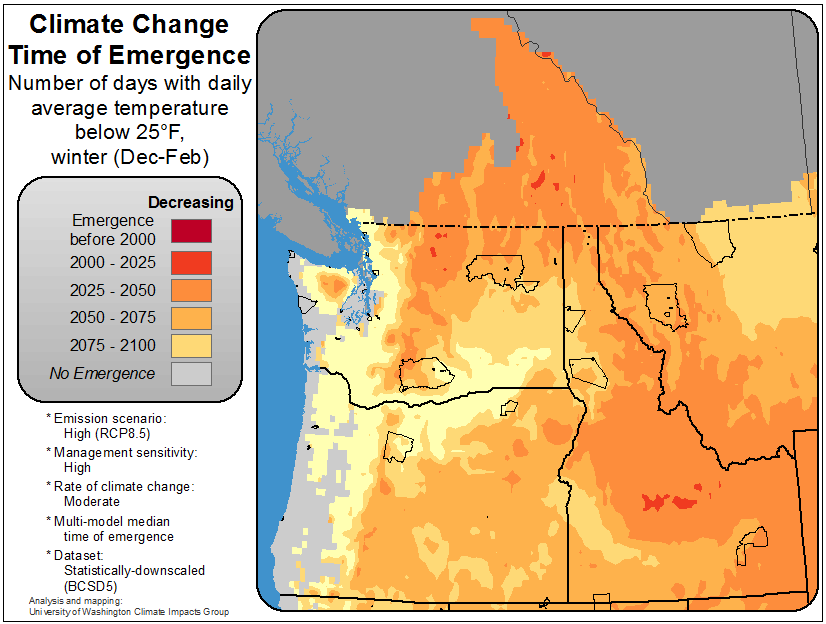 Climate Change
Time of Emergence
Number of days with daily
average temperature
below 25°F,
winter (Dec-Feb)
Decreasing
Emergence
before 2000
2000 - 2025
2025 - 2050
2050 - 2075
2075 - 2100
No Emergence
* Emission scenario:
High (RCP8.5)
* Management sensitivity:
High
* Rate of climate change:
Moderate
* Multi-model median
time of emergence
* Dataset:
Statistically-downscaled
(BCSD5)
Analysis and mapping:
University of Washington Climate Impacts Group